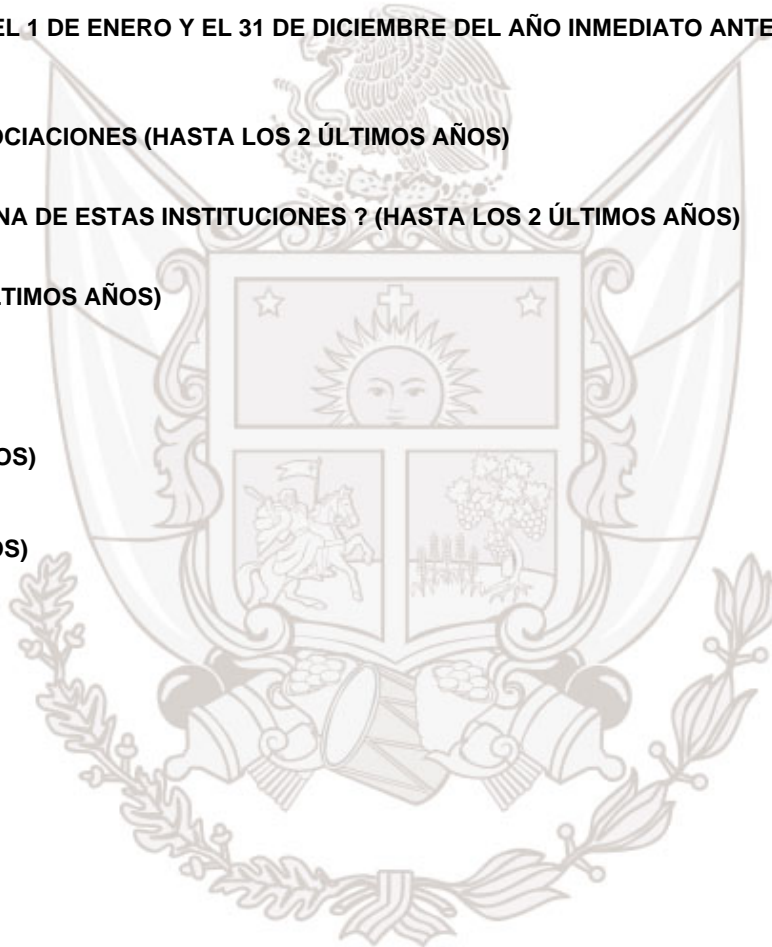 EL 1 DE ENERO Y EL 31 DE DICIEMBRE DEL AÑO INMEDIATO ANTE
OCIACIONES (HASTA LOS 2 ÚLTIMOS AÑOS)
NA DE ESTAS INSTITUCIONES ? (HASTA LOS 2 ÚLTIMOS AÑOS)
LTIMOS AÑOS)
OS)
OS)